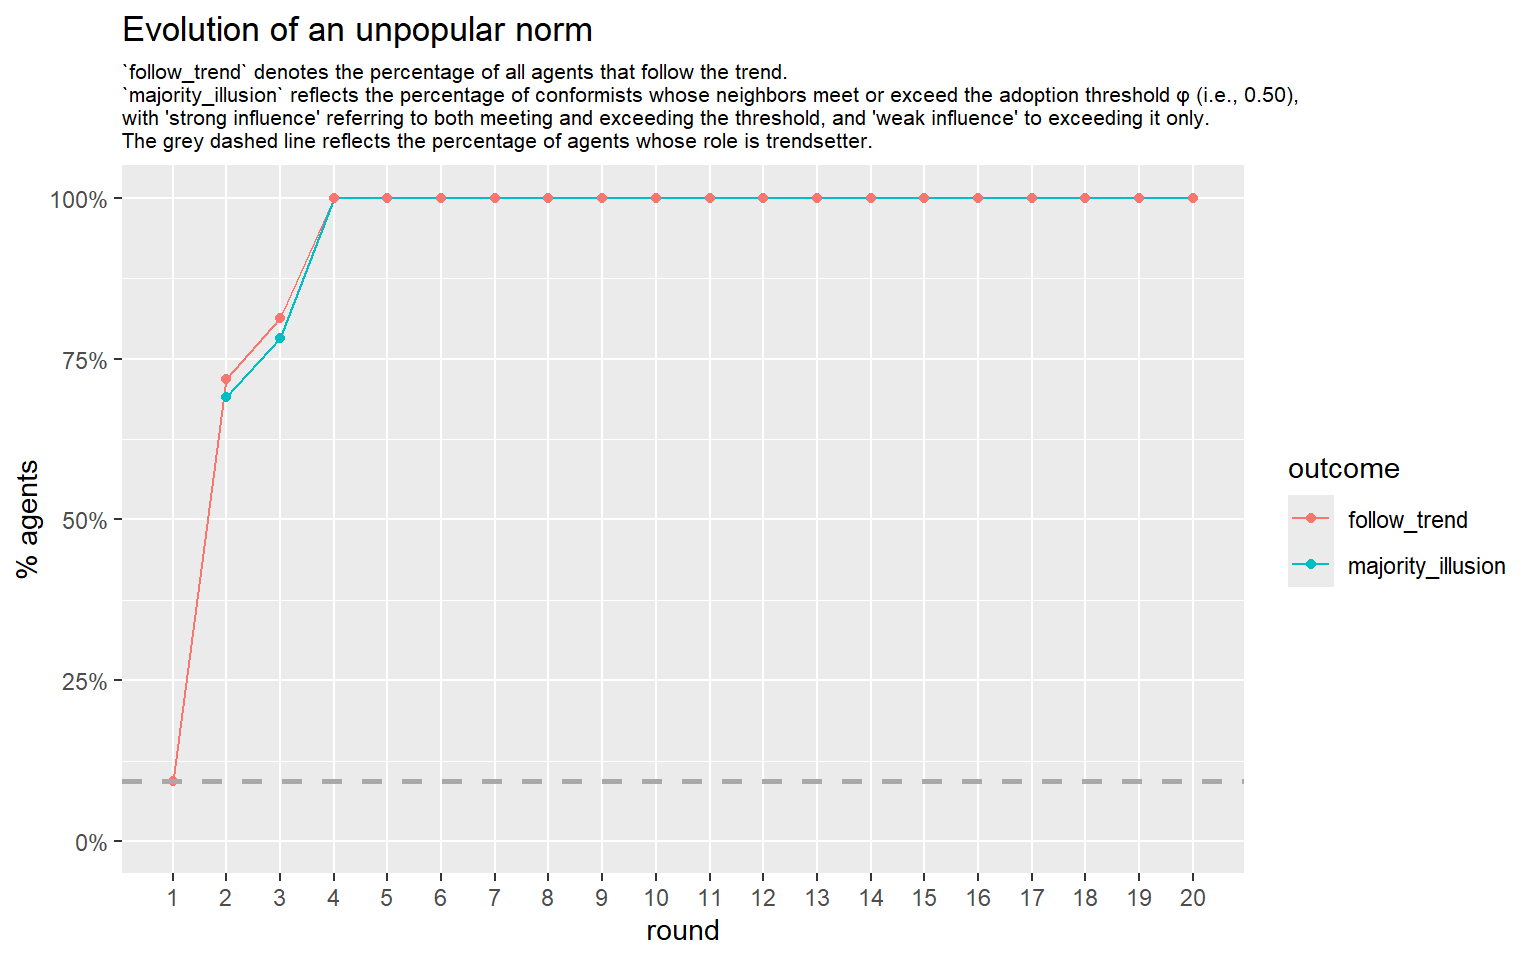 Evolution of an unpopular norm
`follow_trend` denotes the percentage of all agents that follow the trend.
`majority_illusion` reflects the percentage of conformists whose neighbors meet or exceed the adoption threshold φ (i.e., 0.50),
with 'strong influence' referring to both meeting and exceeding the threshold, and 'weak influence' to exceeding it only.
The grey dashed line reflects the percentage of agents whose role is trendsetter.
100%
75%
50%
25%
0%
% agents
1 2 3 4 5 6 7 8 9 10 11 12 13 14 15 16 17 18 19 20
round
outcome
follow_trend
majority_illusion